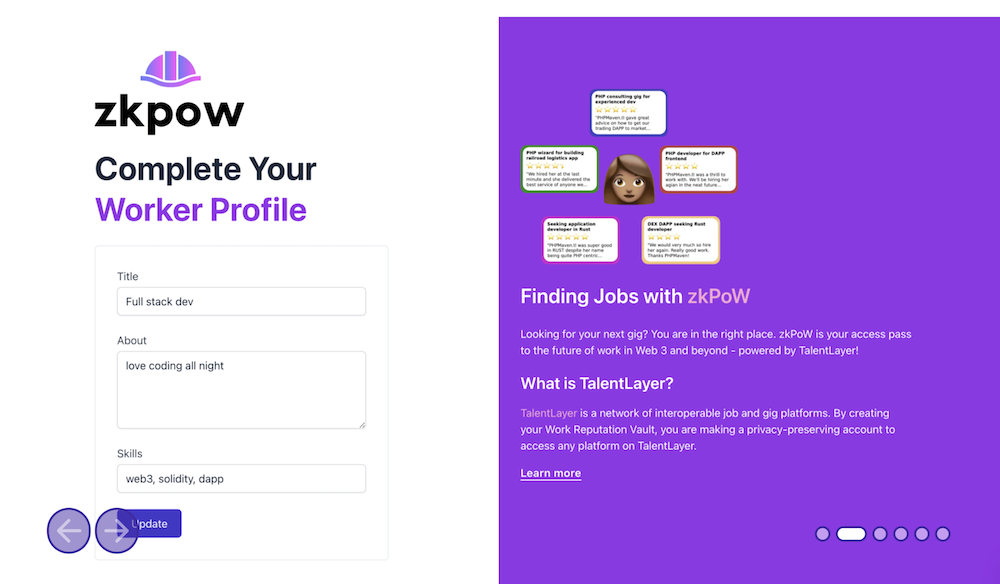 zkpow
Complete Your
Worker Profile
Title
Full stack dev
About
love coding all night
Skills
web3, solidity, dapp
Update
PHP consulting gig for
experienced dev
"PHPMaven.II gave great
advice on how to get our
trading DAPP to market...
PHP wizard for building
railroad logistics app
"We hired her at the last
minute and she delivered the
best service of anyone we...
PHP developer for DAPP
frontend
"PHPMaven.II was a thrill to
work with. We'll be hiring her
agian in the neat future...
Seeking application
developer in Rust
"PHPMaven.II was super good
in RUST despite her name
being quite PHP centric...
DEX DAPP seeking Rust
developer
"We would very much so hire
her again. Really good work.
Thanks PHPMaven!
Finding Jobs with zkPoW
Looking for your next gig? You are in the right place. zkPoW is your access pass
to the future of work in Web 3 and beyond - powered by TalentLayer!
What is TalentLayer?
TalentLayer is a network of interoperable job and gig platforms. By creating
your Work Reputation Vault, you are making a privacy-preserving account to
access any platform on TalentLayer.
Learn more